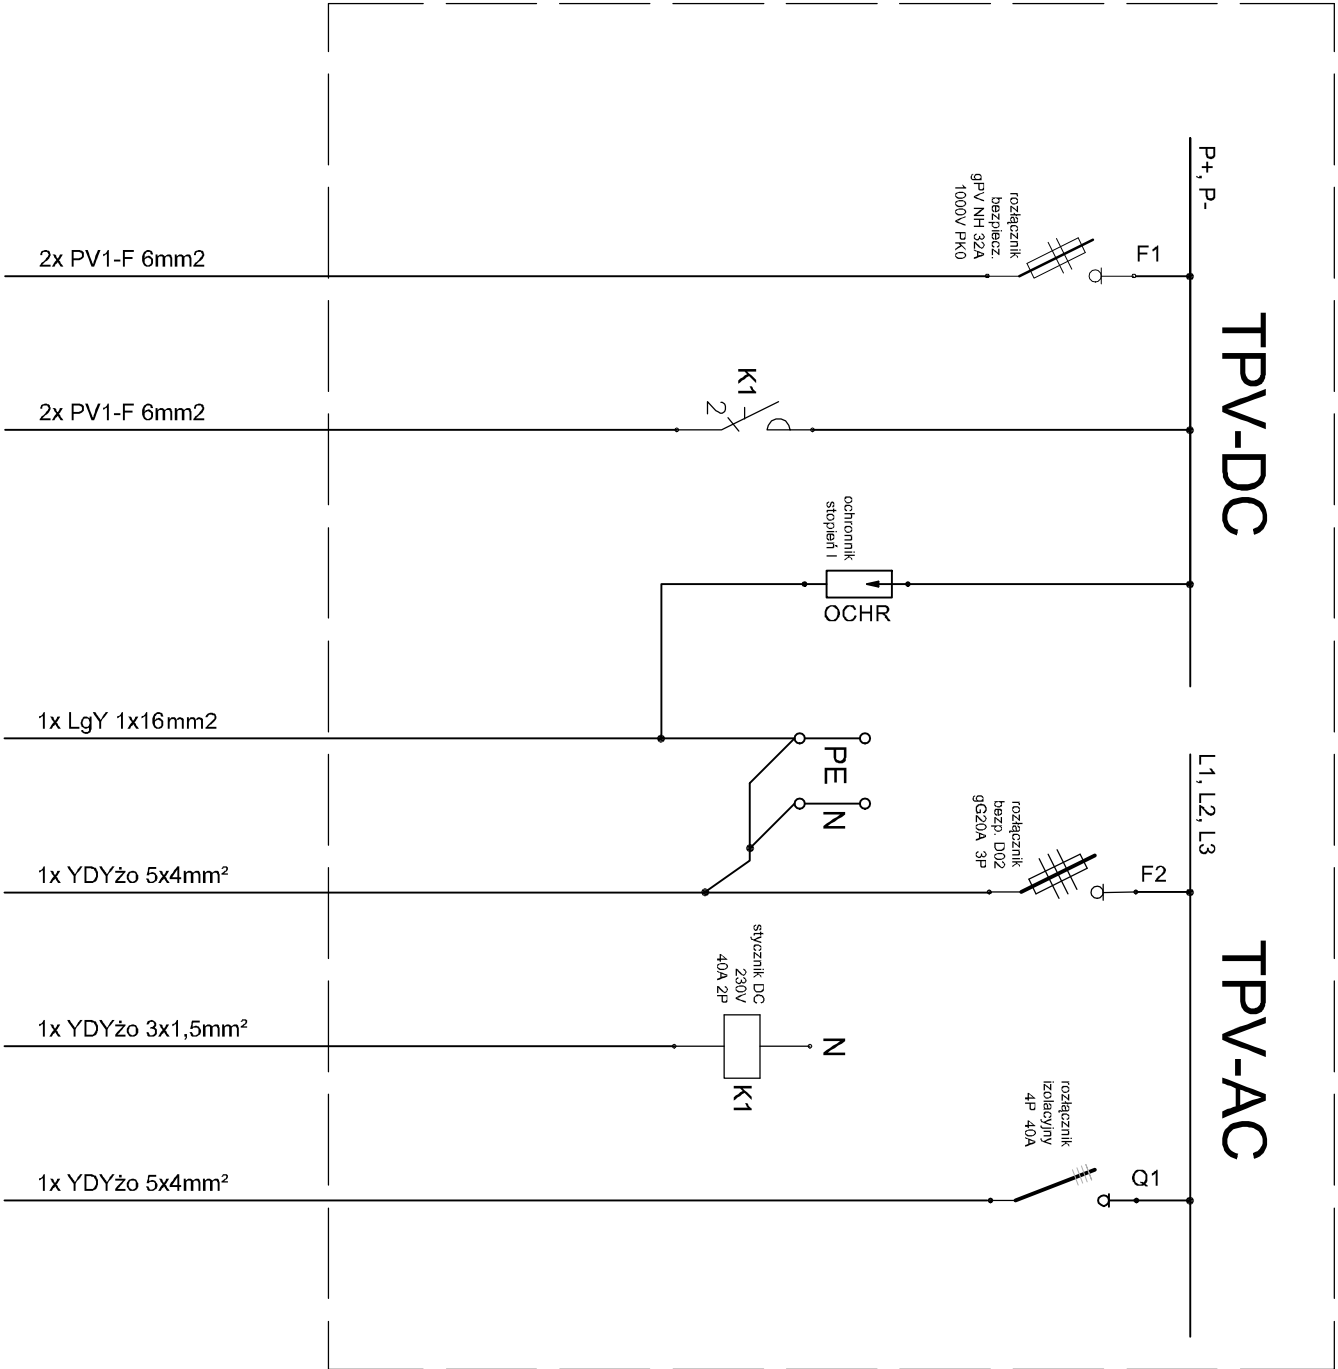 P+, P-
TPV-DC
F1
rozłącznik
bezpiecz.
gPV NH 32A
1000V PK0
2x PV1-F 6mm2
K1
2
2x PV1-F 6mm2
ochronnik
stopień I
OCHR
1x LgY 1x16mm2
PE
N
L1, L2, L3
TPV-AC
F2
rozłącznik
bezp. D02
gG20A 3P
1x YDYżo 5x4mm²
stycznik DC
230V
40A 2P
K1
N
1x YDYżo 3x1,5mm²
rozłącznik
izolacyjny
4P 40A
Q1
1x YDYżo 5x4mm²